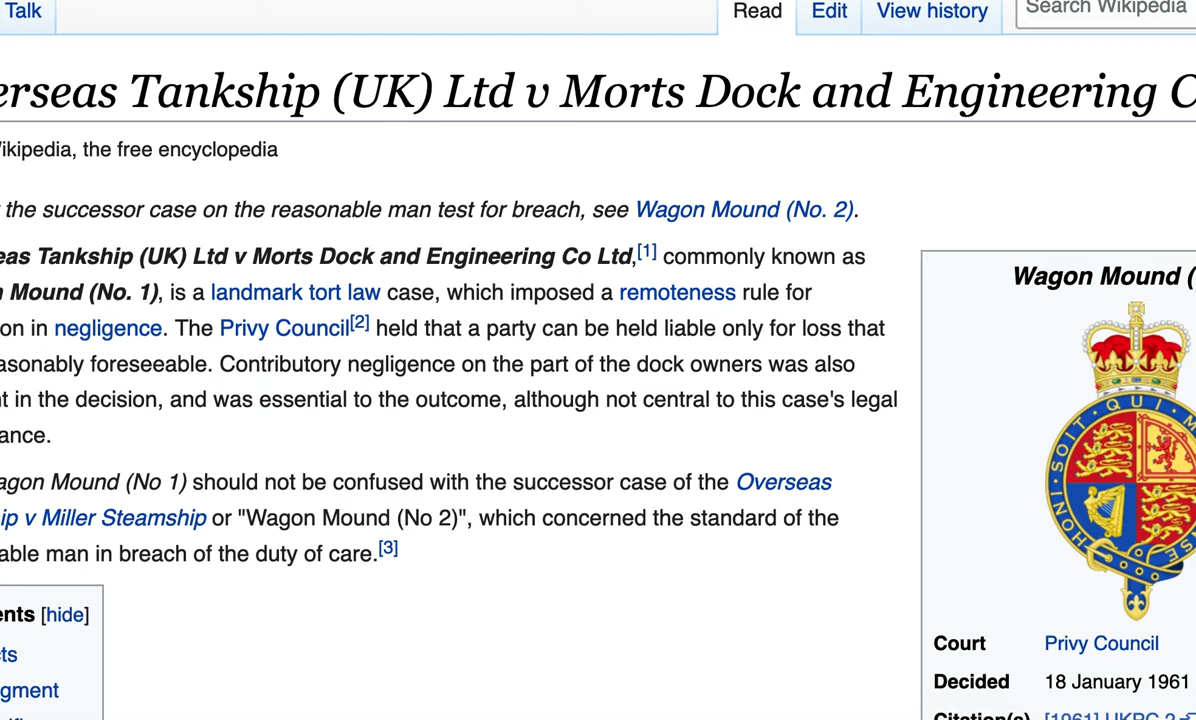 Talk
Read Edit View history Search Wikipedia
erseas Tankship (UK) Ltd v Morts Dock and Engineering C
ikipedia, the free encyclopedia
the successor case on the reasonable man test for breach, see Wagon Mound (No. 2).
eas Tankship (UK) Ltd v Morts Dock and Engineering Co Ltd,[1] commonly known as
Mound (No. 1), is a landmark tort law case, which imposed a remoteness rule for
on in negligence. The Privy Council[2] held that a party can be held liable only for loss that
asonably foreseeable. Contributory negligence on the part of the dock owners was also
t in the decision, and was essential to the outcome, although not central to this case's legal
ance.
agon Mound (No 1) should not be confused with the successor case of the Overseas
ip v Miller Steamship or "Wagon Mound (No 2)", which concerned the standard of the
able man in breach of the duty of care.[3]
ents [hide]
ts
gment
Wagon Mound (
SOIT · QUI · M
HONI
NSE
Court Privy Council
Decided 18 January 1961
Citation(s) [1961] UKPC 2